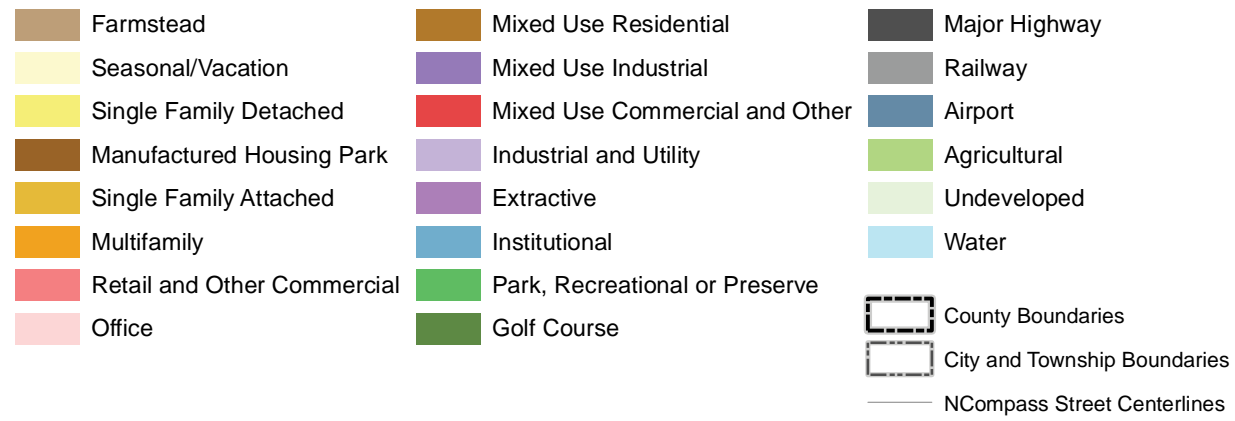 Farmstead
Seasonal/Vacation
Single Family Detached
Manufactured Housing Park
Single Family Attached
Multifamily
Retail and Other Commercial
Office
Mixed Use Residential
Mixed Use Industrial
Mixed Use Commercial and Other
Industrial and Utility
Extractive
Institutional
Park, Recreational or Preserve
Golf Course
Major Highway
Railway
Airport
Agricultural
Undeveloped
Water
County Boundaries
City and Township Boundaries
NCompass Street Centerlines